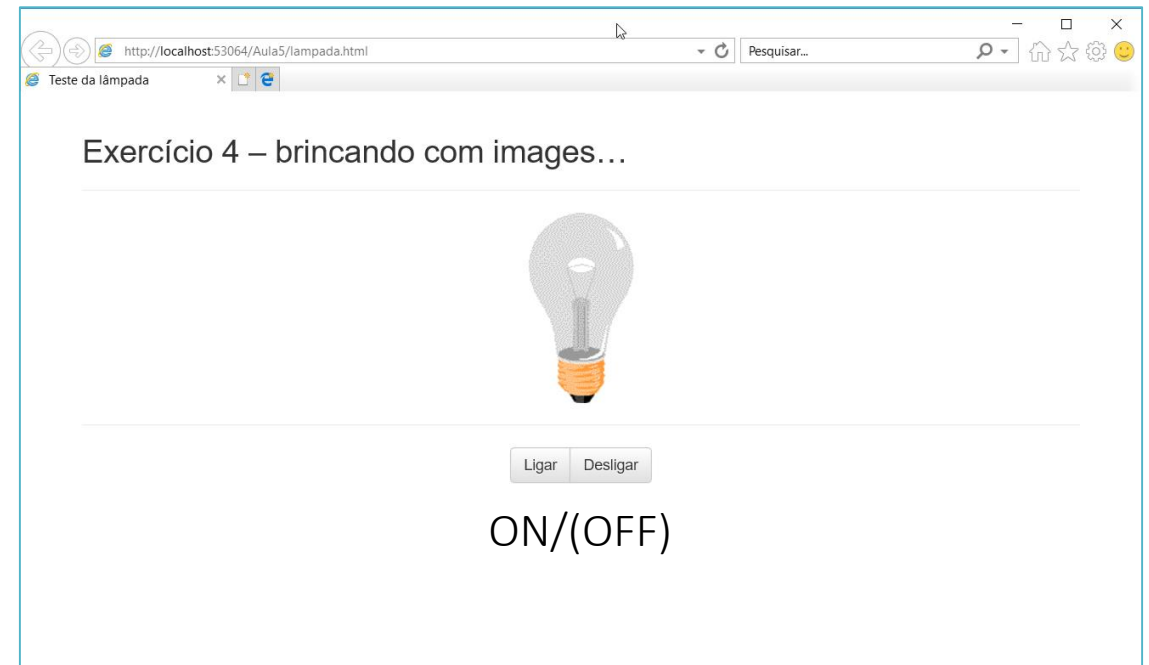 http://localhost:53064/Aula5/lampada.html
Pesquisar...
Teste da lâmpada
Exercício 4 – brincando com images…
Ligar
Desligar
ON/(OFF)